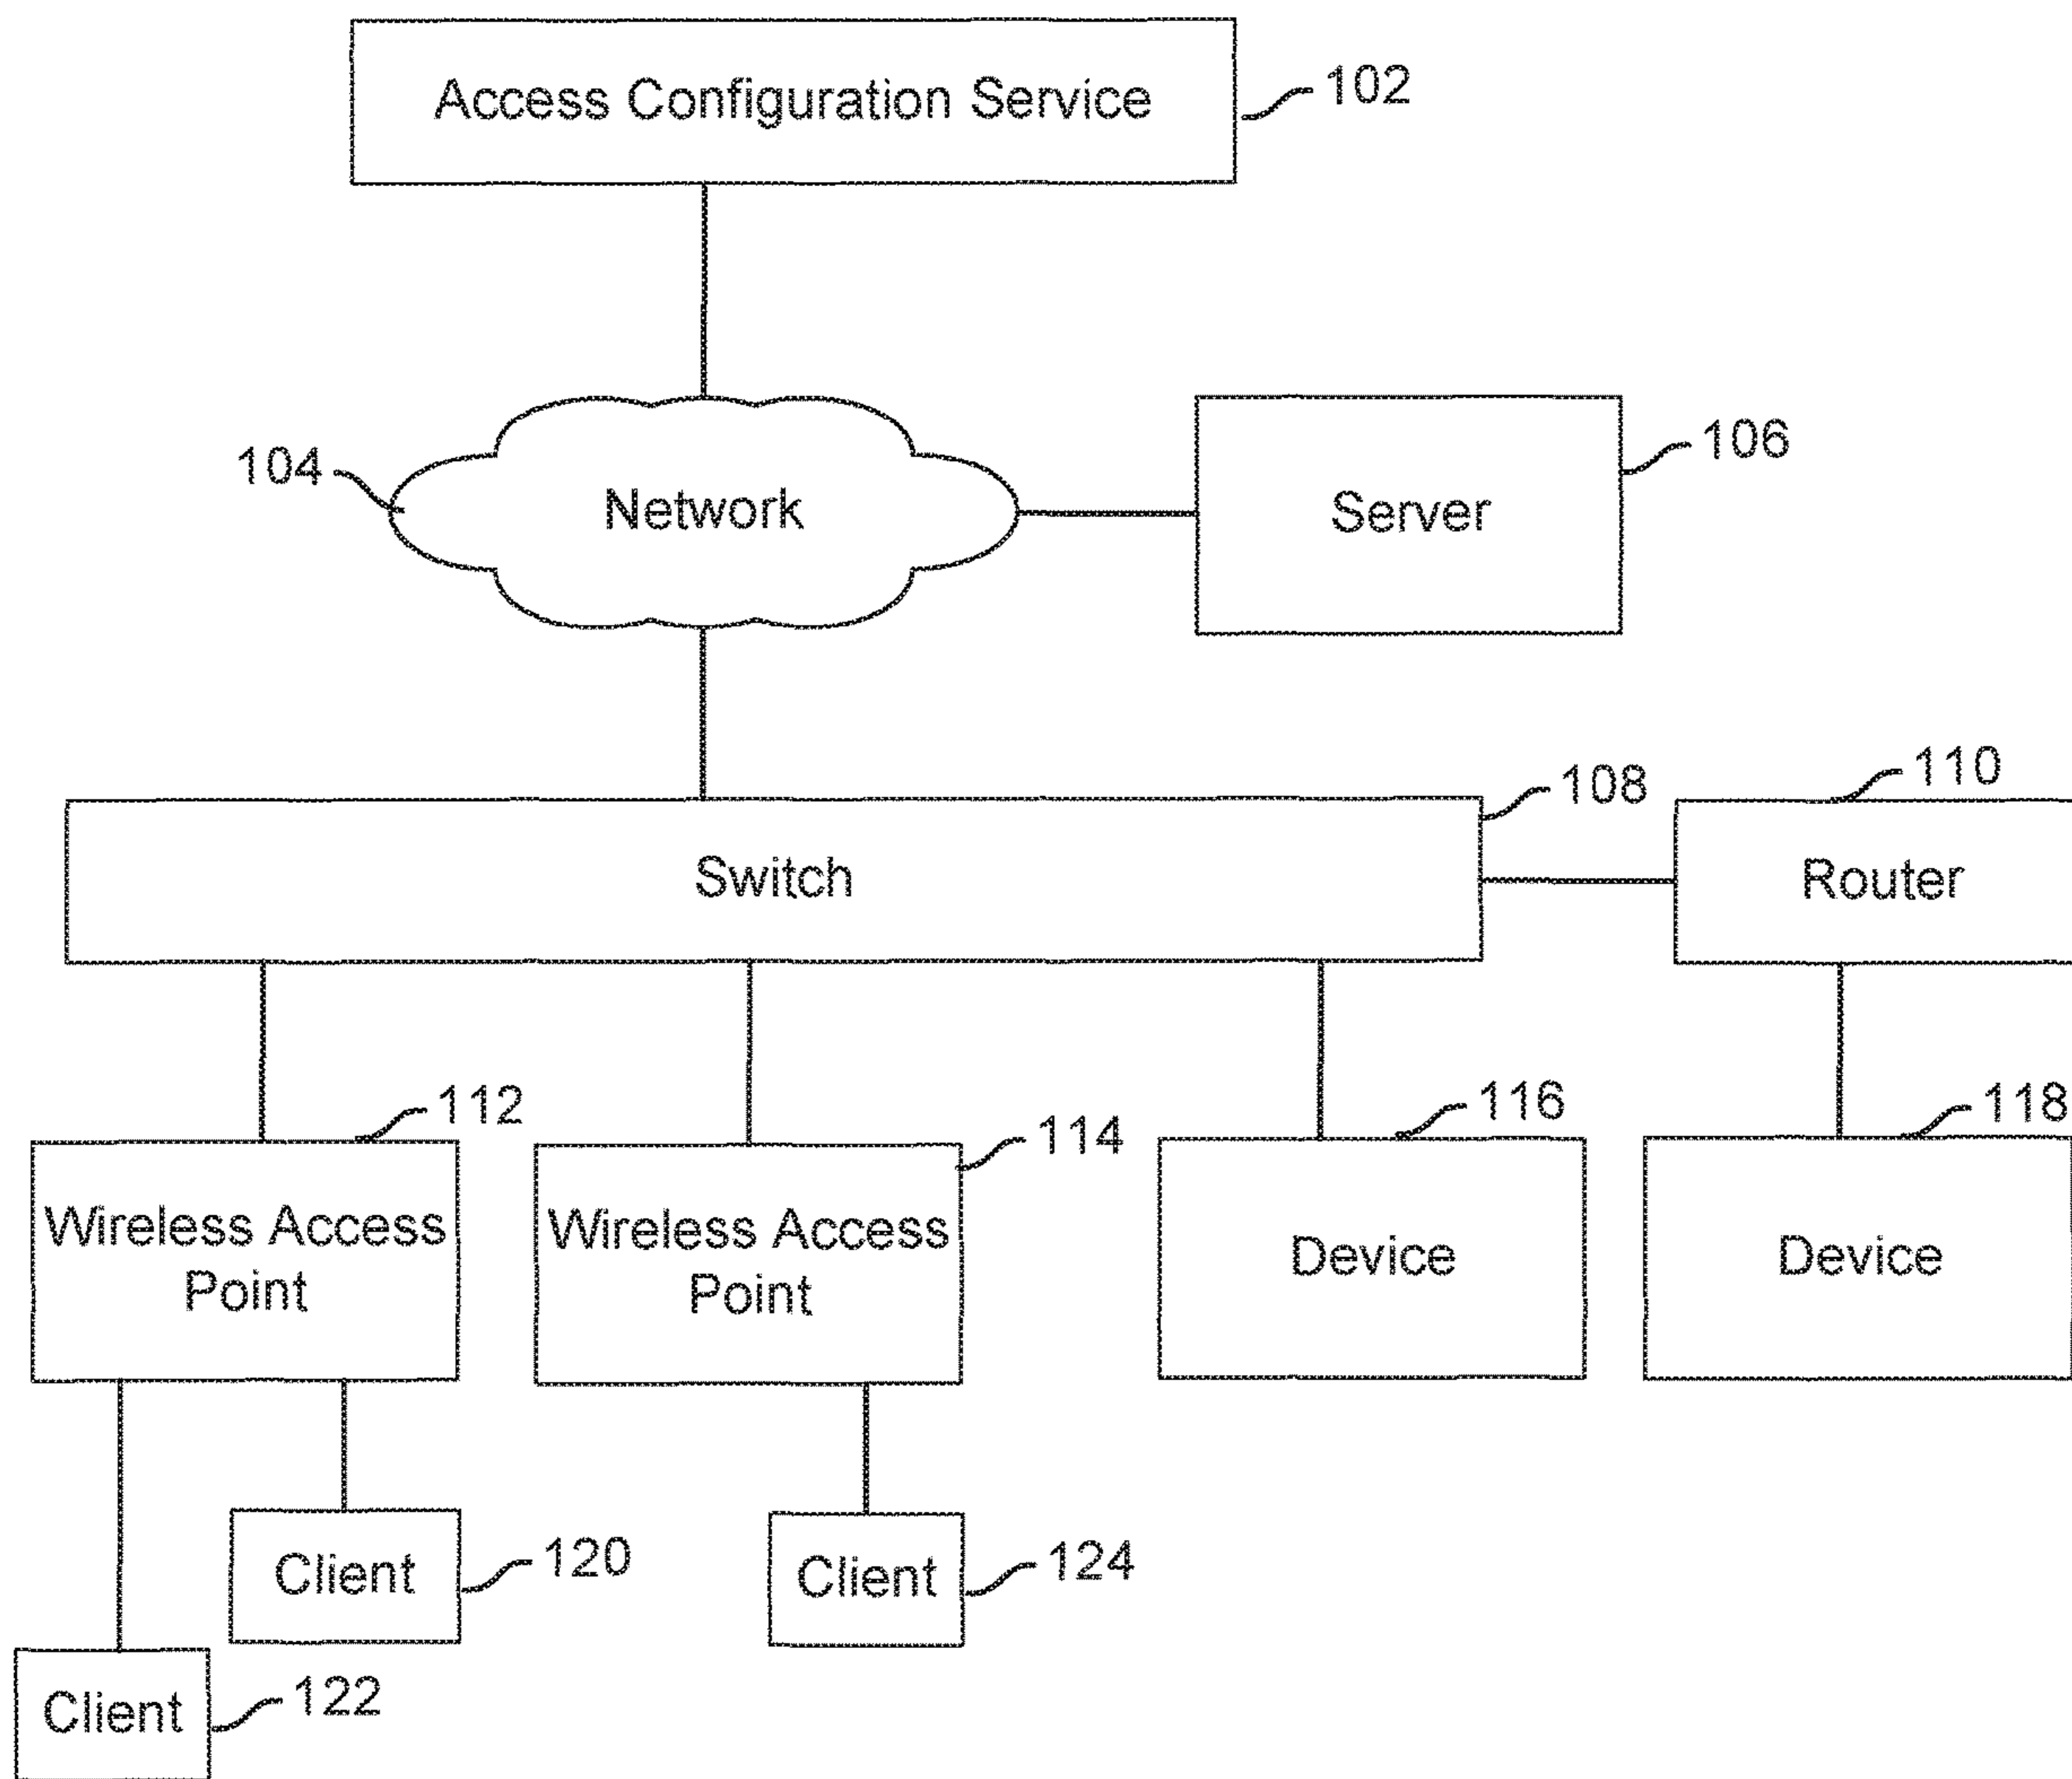 Access Configuration Service
102
104
Network
Server
106
108
110
Switch
Router
112
114
116
118
Wireless Access
Point
Wireless Access
Point
Device
Device
Client
120
Client
124
Client
122